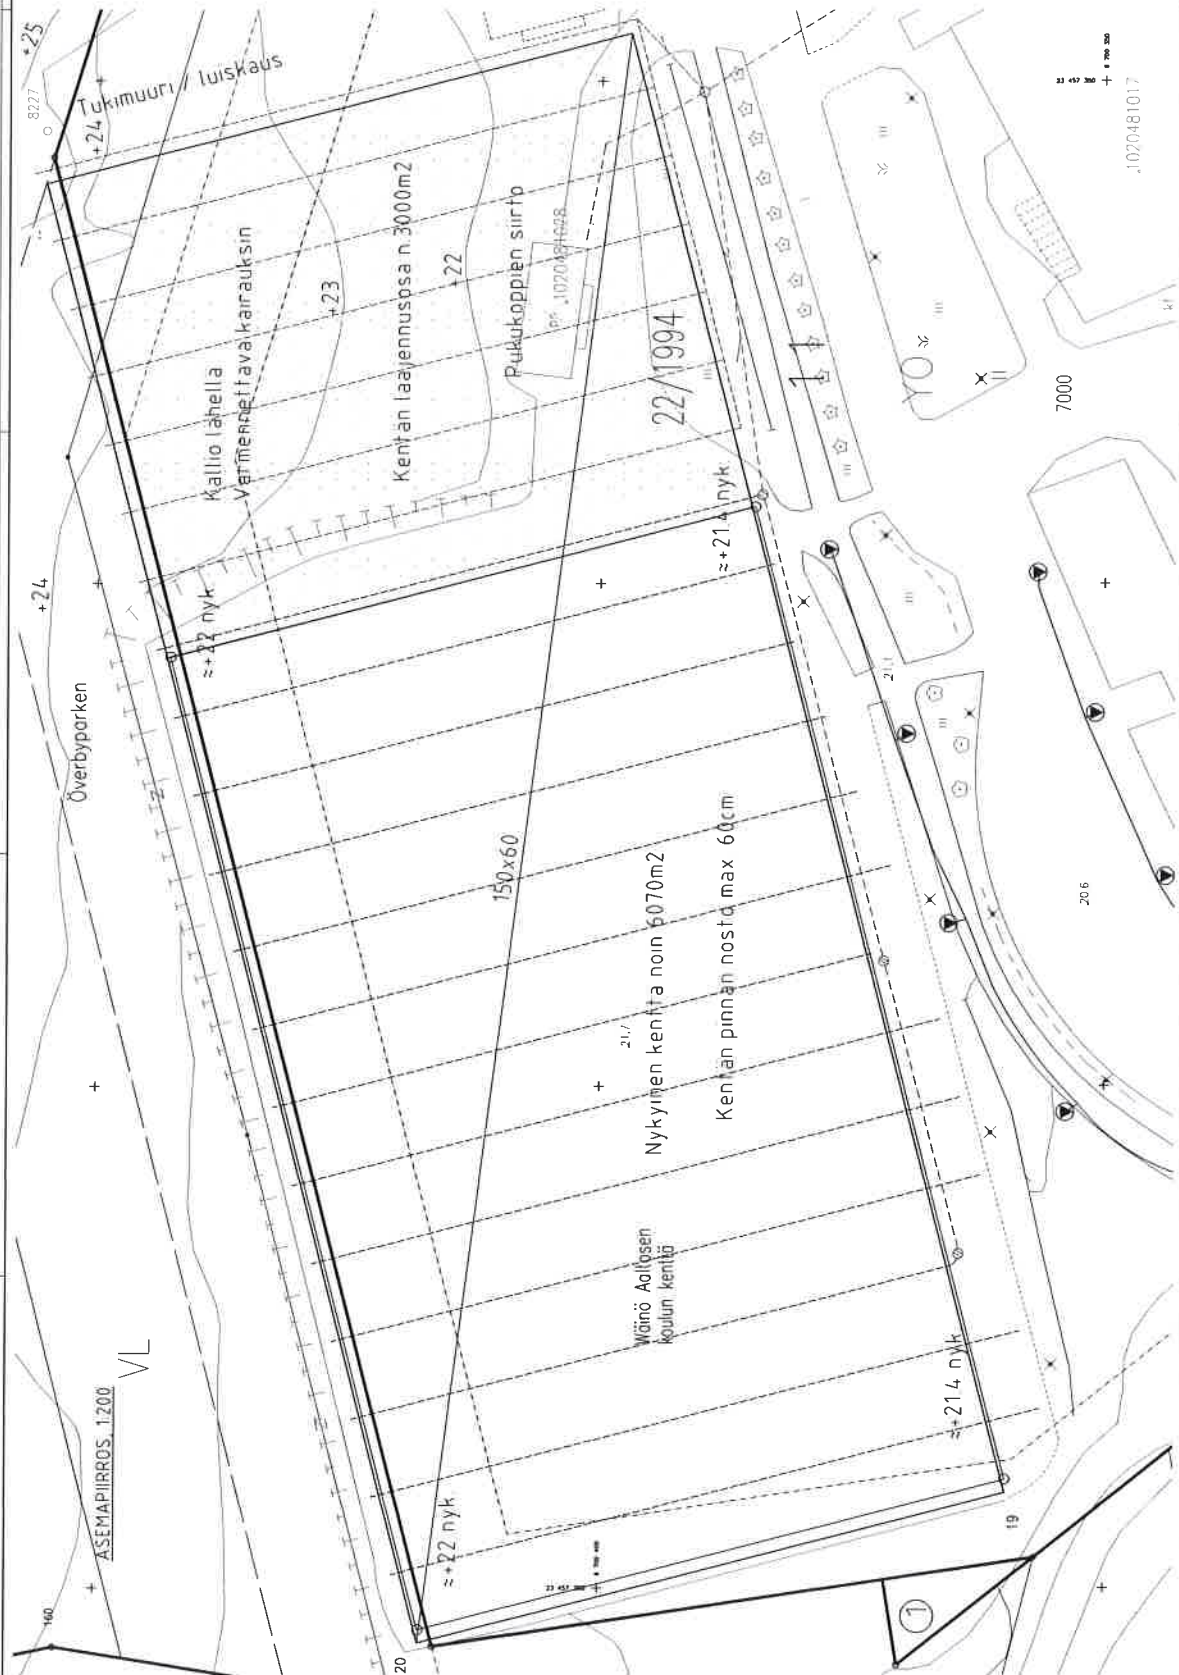 ASEMAPIIRROS, 1:200
VL
160
20
19
1
Överbyparken
+24
+25
8227
+24
Tukimuuri / luiskaus
Kallio lähellä
Varmennettava kairauksin
+23
Kentän laajennusosa n.3000m2
+22
Pukukoppien siirto
1020481028
22/1994
11
YO
7000
1020481017
≈+22 nyk.
≈+21.4 nyk.
150x60
21.7
Nykyinen kenttä noin 6070m2
Kentän pinnan nosto max 60cm
Wäinö Aaltosen
koulun kenttä
≈+22 nyk.
≈+21.4 nyk.
21.1
20.6